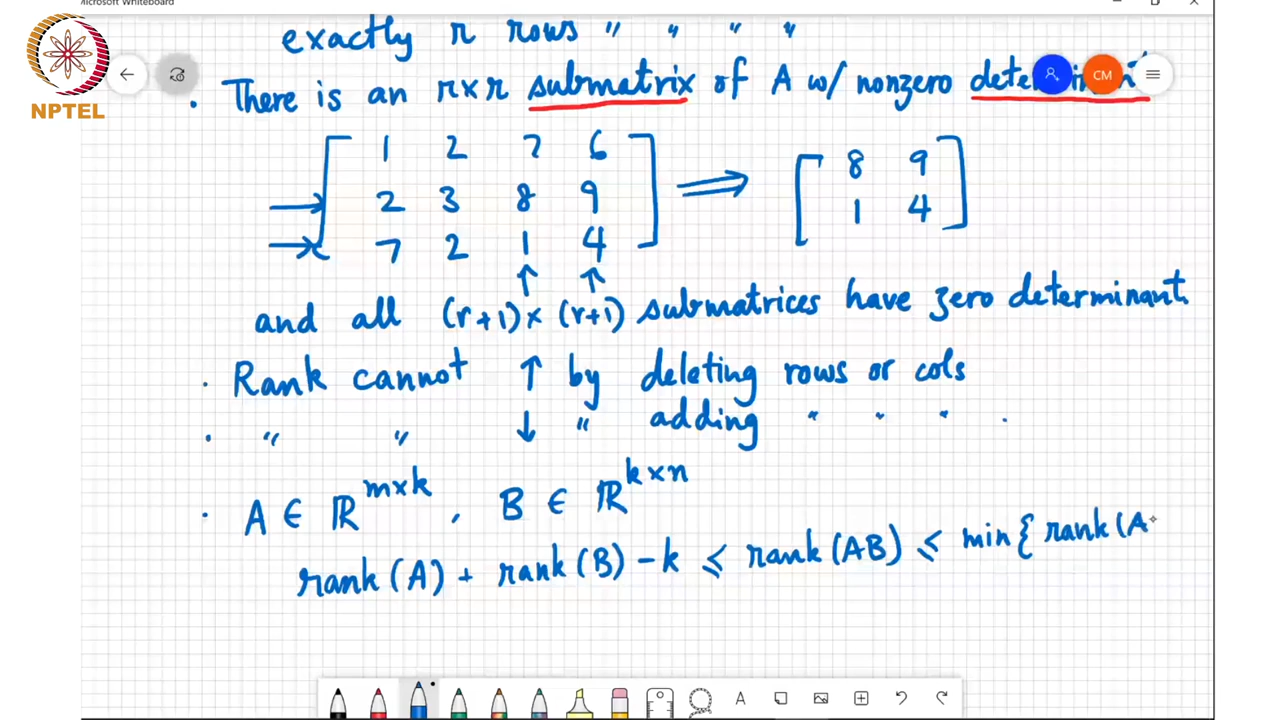 Microsoft Whiteboard
exactly r rows " " " "
NPTEL
CM
· There is an r×r submatrix of A w/ nonzero determinant
1 2 7 6
2 3 8 9
7 2 1 4
⟹
8 9
1 4
and all (r+1)×(r+1) submatrices have zero determinant.
· Rank cannot ↑ by deleting rows or cols
· " " ↓ " adding " " " .
· A ∈ ℝ^{m×k}, B ∈ ℝ^{k×n}
rank(A) + rank(B) - k ⩽ rank(AB) ⩽ min{ rank(A
A